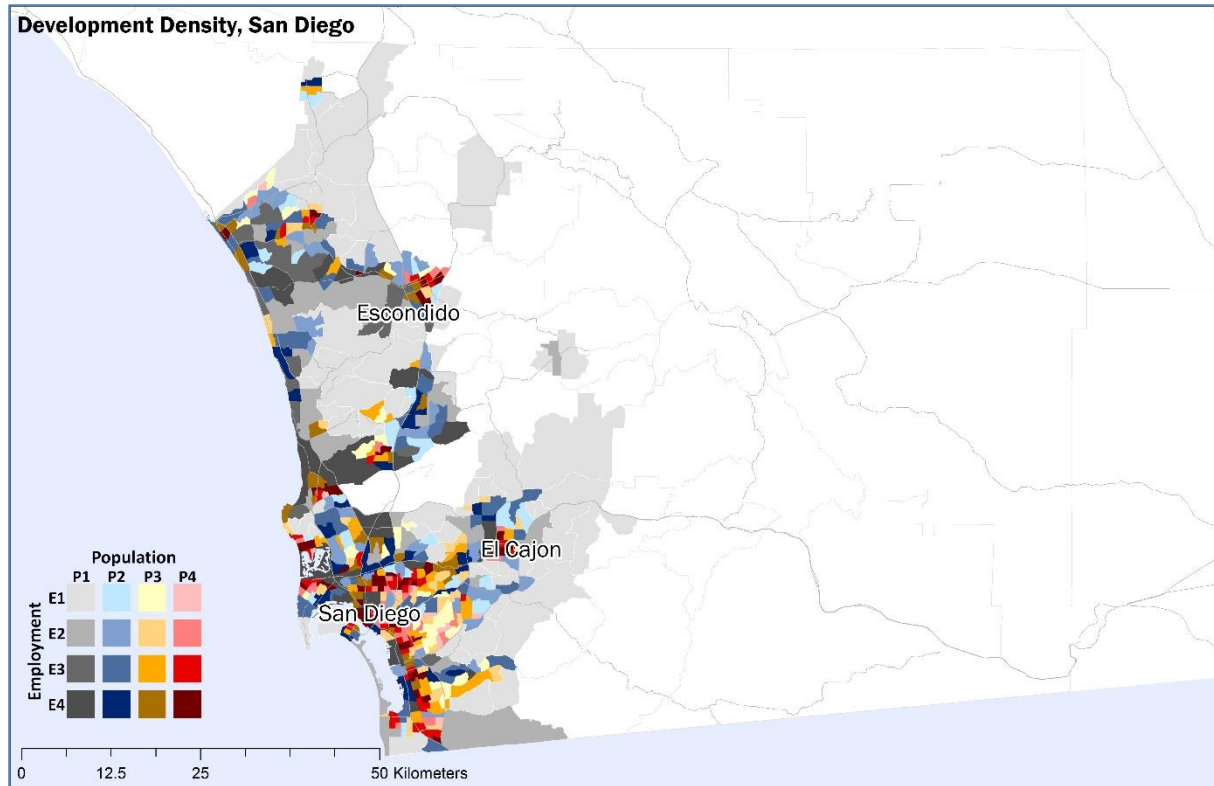 Development Density, San Diego
Escondido
El Cajon
San Diego
Population
P1 P2 P3 P4
Employment
E1
E2
E3
E4
0 12.5 25 50 Kilometers